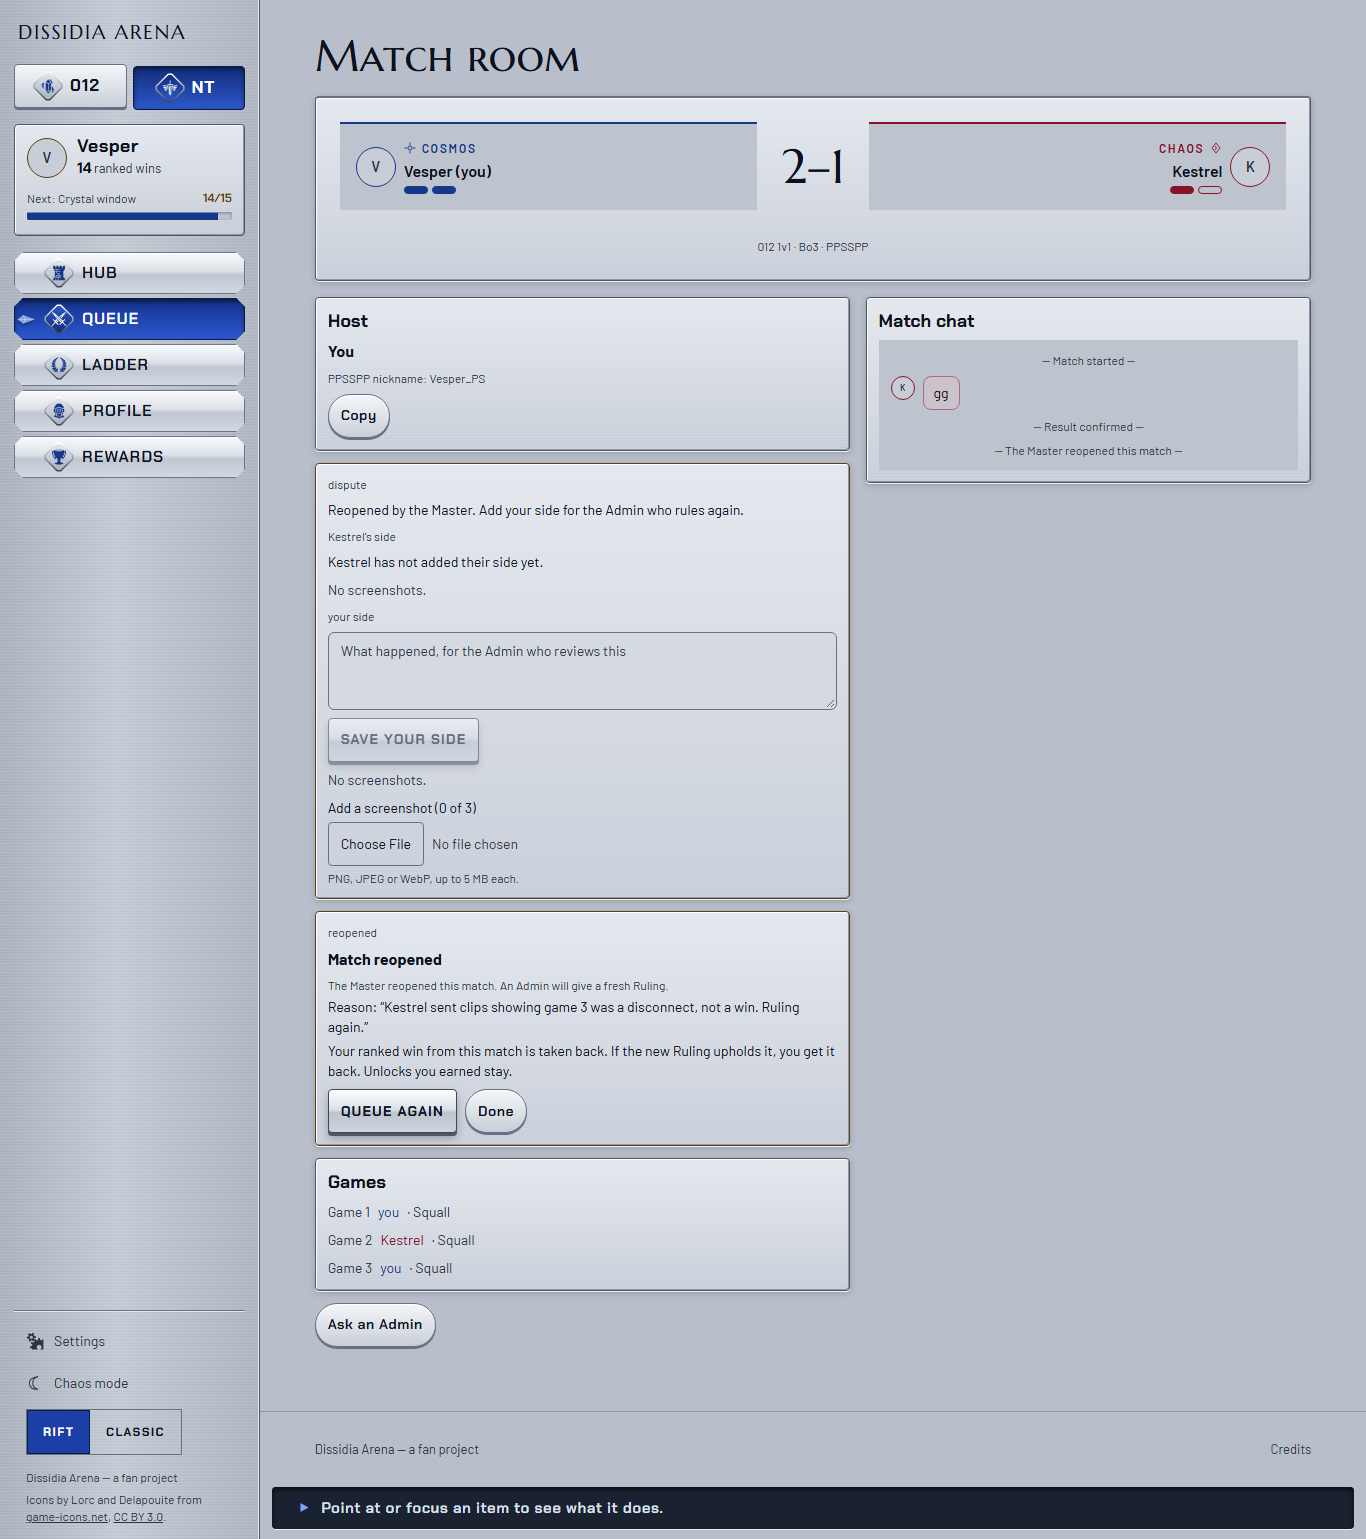 DISSIDIA ARENA
012
NT
V
Vesper
14 ranked wins
Next: Crystal window
14/15
HUB
QUEUE
LADDER
PROFILE
REWARDS
Settings
Chaos mode
RIFT
CLASSIC
Dissidia Arena — a fan project
Icons by Lorc and Delapouite from
game-icons.net, CC BY 3.0.
Match room
V
COSMOS
Vesper (you)
2–1
CHAOS
Kestrel
K
012 1v1 · Bo3 · PPSSPP
Host
You
PPSSPP nickname: Vesper_PS
Copy
dispute
Reopened by the Master. Add your side for the Admin who rules again.
Kestrel's side
Kestrel has not added their side yet.
No screenshots.
your side
What happened, for the Admin who reviews this
SAVE YOUR SIDE
No screenshots.
Add a screenshot (0 of 3)
Choose File
No file chosen
PNG, JPEG or WebP, up to 5 MB each.
reopened
Match reopened
The Master reopened this match. An Admin will give a fresh Ruling.
Reason: “Kestrel sent clips showing game 3 was a disconnect, not a win. Ruling
again.”
Your ranked win from this match is taken back. If the new Ruling upholds it, you get it
back. Unlocks you earned stay.
QUEUE AGAIN
Done
Games
Game 1 you · Squall
Game 2 Kestrel · Squall
Game 3 you · Squall
Ask an Admin
Match chat
— Match started —
K
gg
— Result confirmed —
— The Master reopened this match —
Dissidia Arena — a fan project
Credits
Point at or focus an item to see what it does.